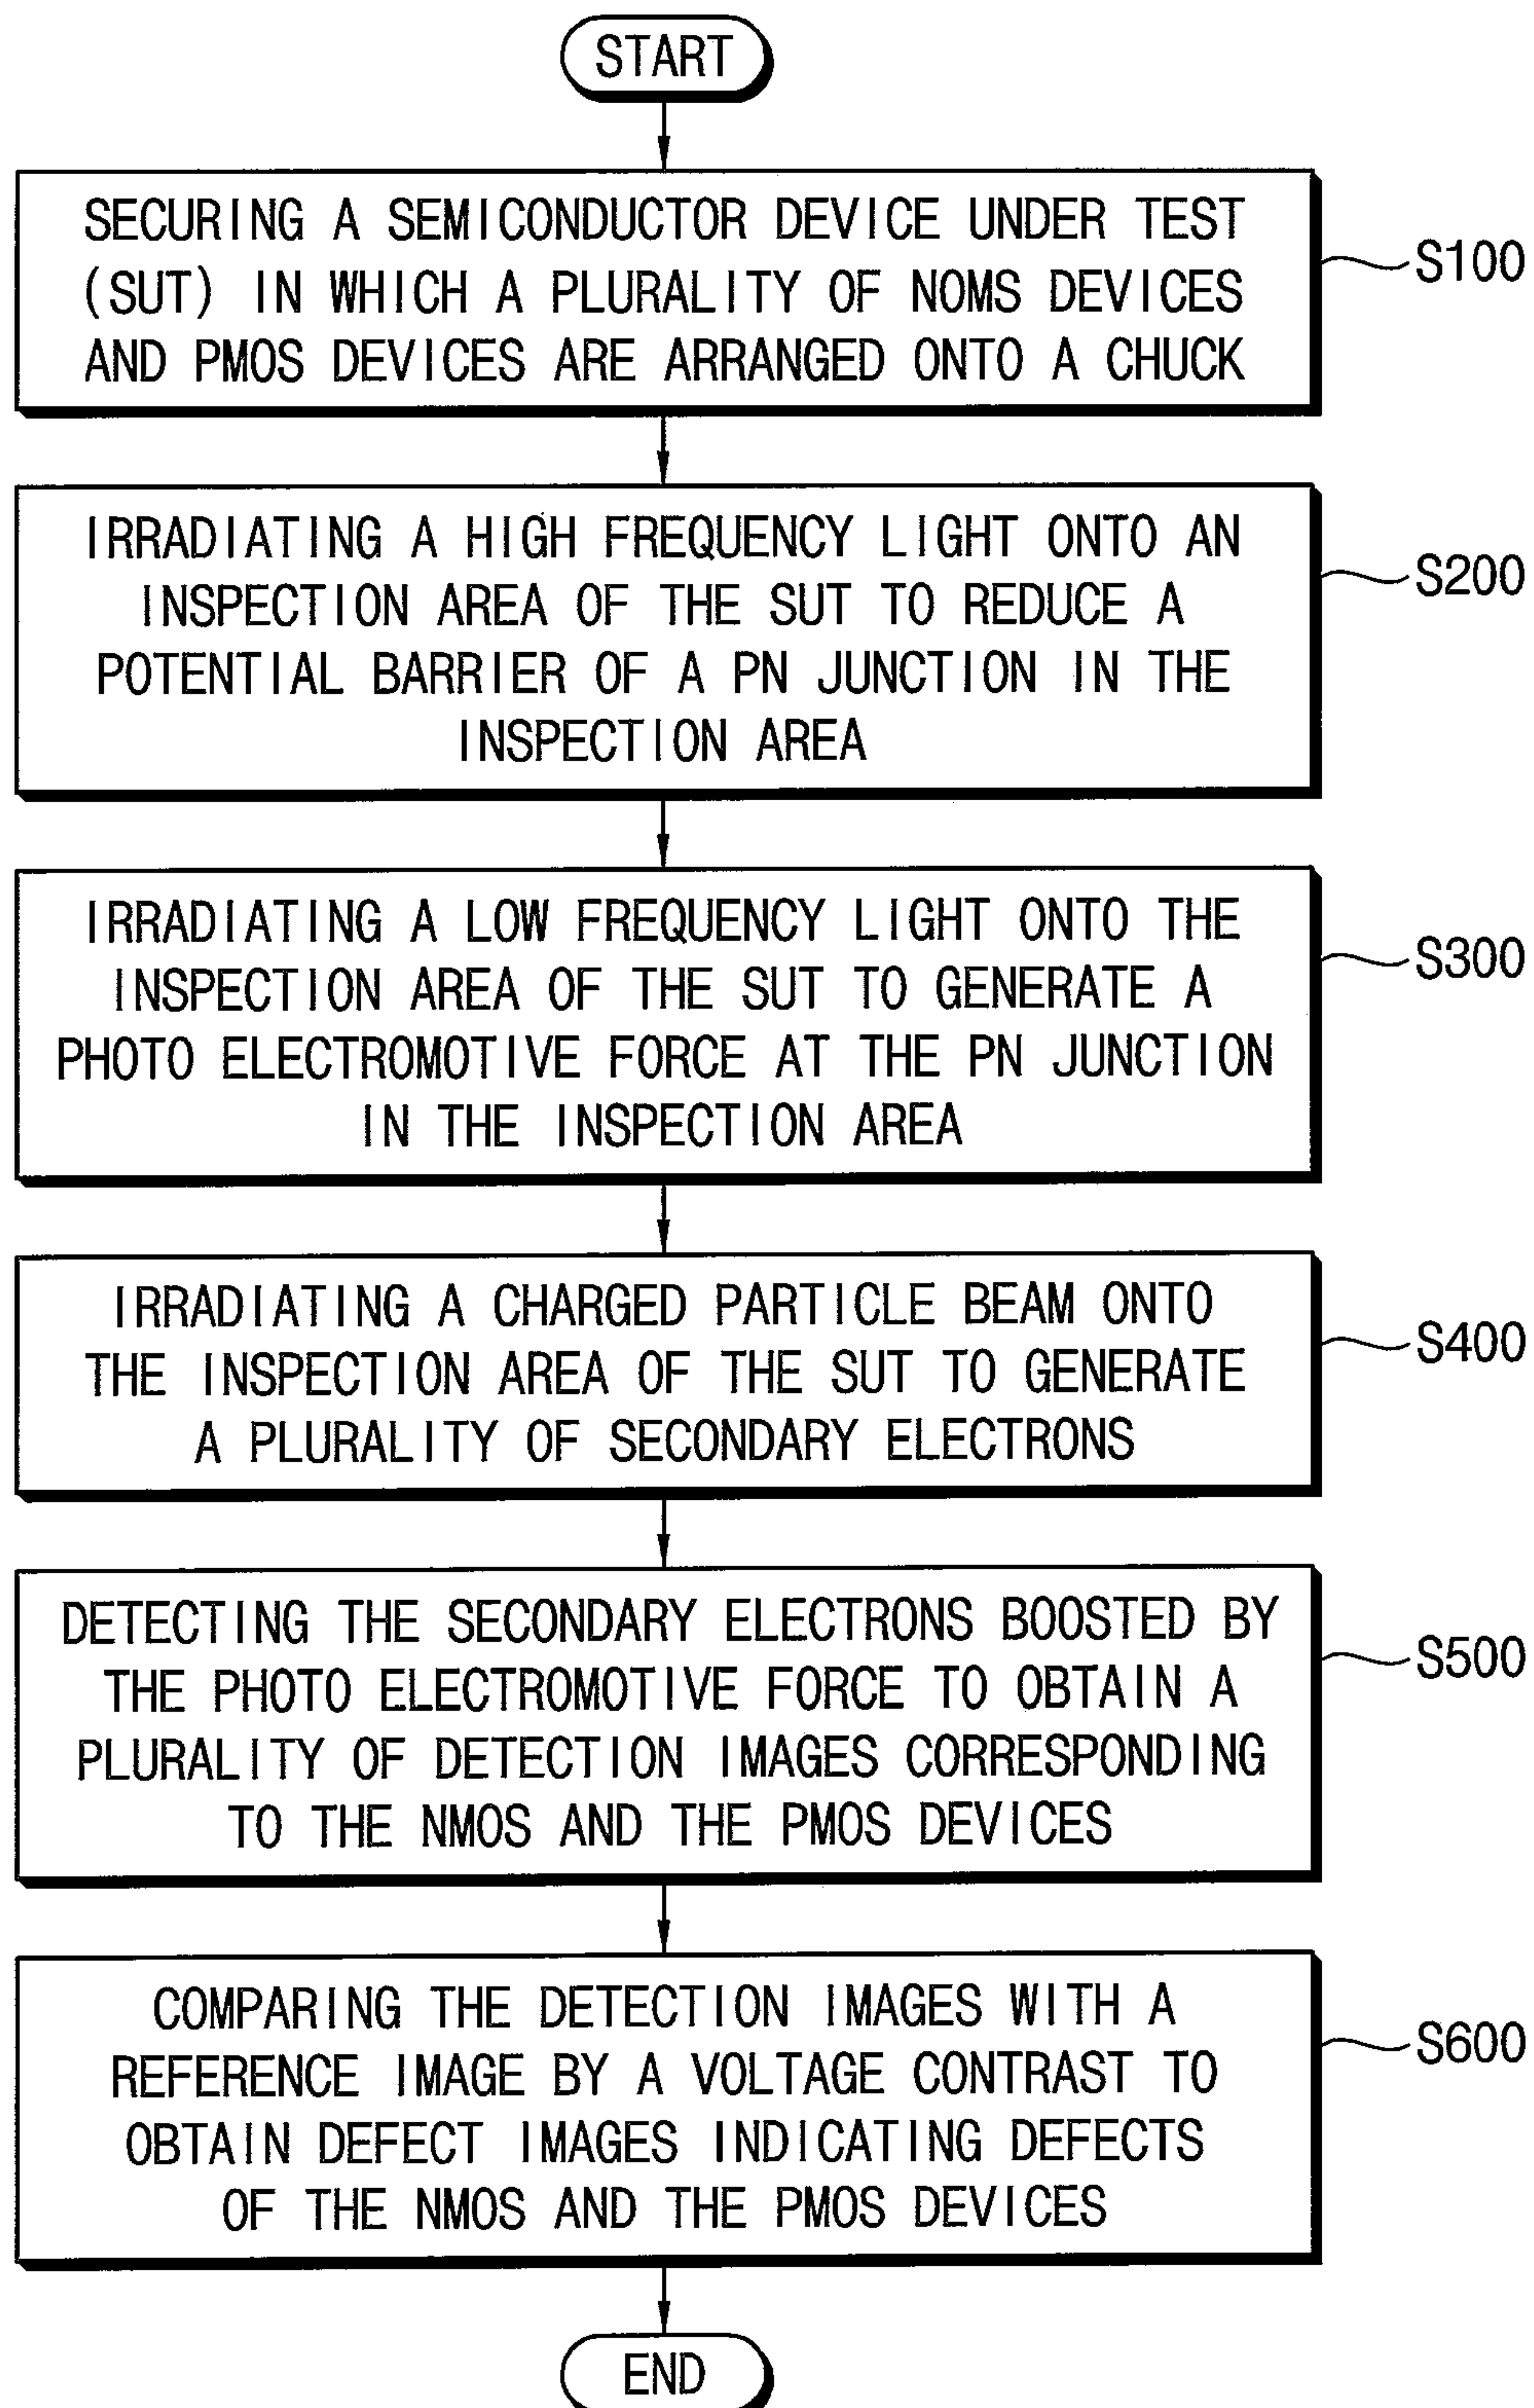 START
SECURING A SEMICONDUCTOR DEVICE UNDER TEST
(SUT) IN WHICH A PLURALITY OF NOMS DEVICES
AND PMOS DEVICES ARE ARRANGED ONTO A CHUCK
S100
IRRADIATING A HIGH FREQUENCY LIGHT ONTO AN
INSPECTION AREA OF THE SUT TO REDUCE A
POTENTIAL BARRIER OF A PN JUNCTION IN THE
INSPECTION AREA
S200
IRRADIATING A LOW FREQUENCY LIGHT ONTO THE
INSPECTION AREA OF THE SUT TO GENERATE A
PHOTO ELECTROMOTIVE FORCE AT THE PN JUNCTION
IN THE INSPECTION AREA
S300
IRRADIATING A CHARGED PARTICLE BEAM ONTO
THE INSPECTION AREA OF THE SUT TO GENERATE
A PLURALITY OF SECONDARY ELECTRONS
S400
DETECTING THE SECONDARY ELECTRONS BOOSTED BY
THE PHOTO ELECTROMOTIVE FORCE TO OBTAIN A
PLURALITY OF DETECTION IMAGES CORRESPONDING
TO THE NMOS AND THE PMOS DEVICES
S500
COMPARING THE DETECTION IMAGES WITH A
REFERENCE IMAGE BY A VOLTAGE CONTRAST TO
OBTAIN DEFECT IMAGES INDICATING DEFECTS
OF THE NMOS AND THE PMOS DEVICES
S600
END